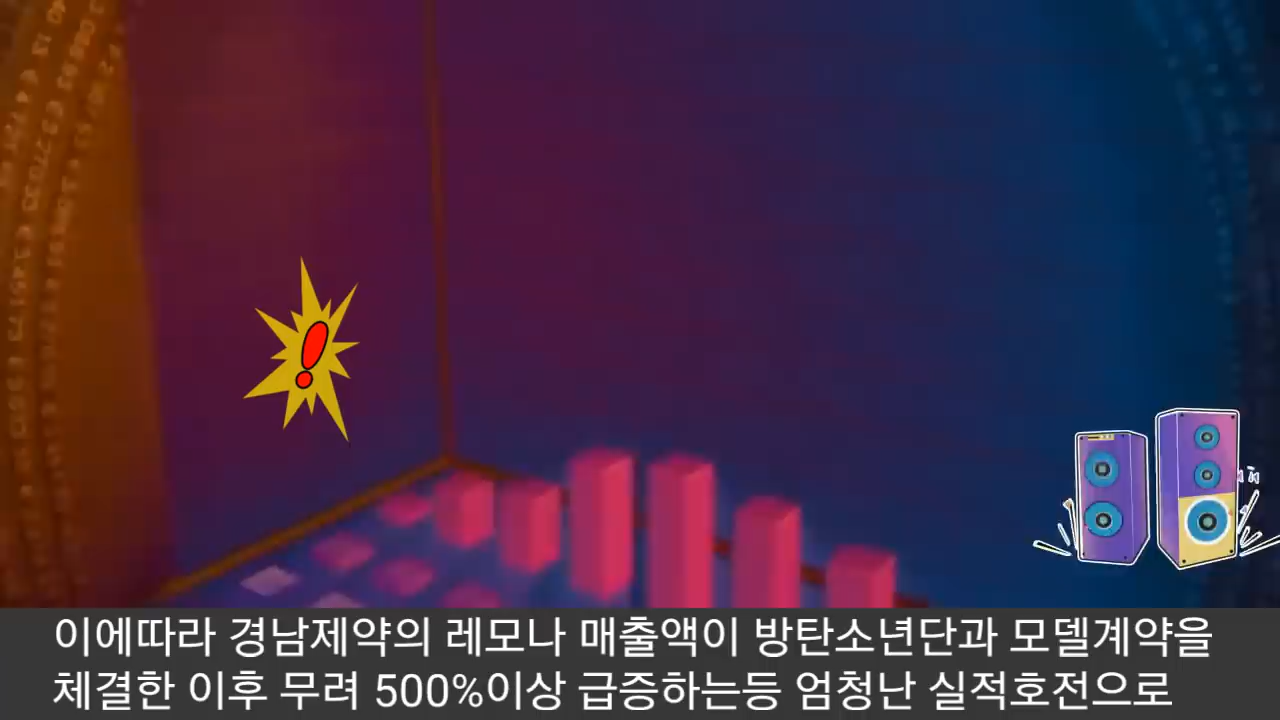 이에따라 경남제약의 레모나 매출액이 방탄소년단과 모델계약을
체결한 이후 무려 500%이상 급증하는등 엄청난 실적호전으로